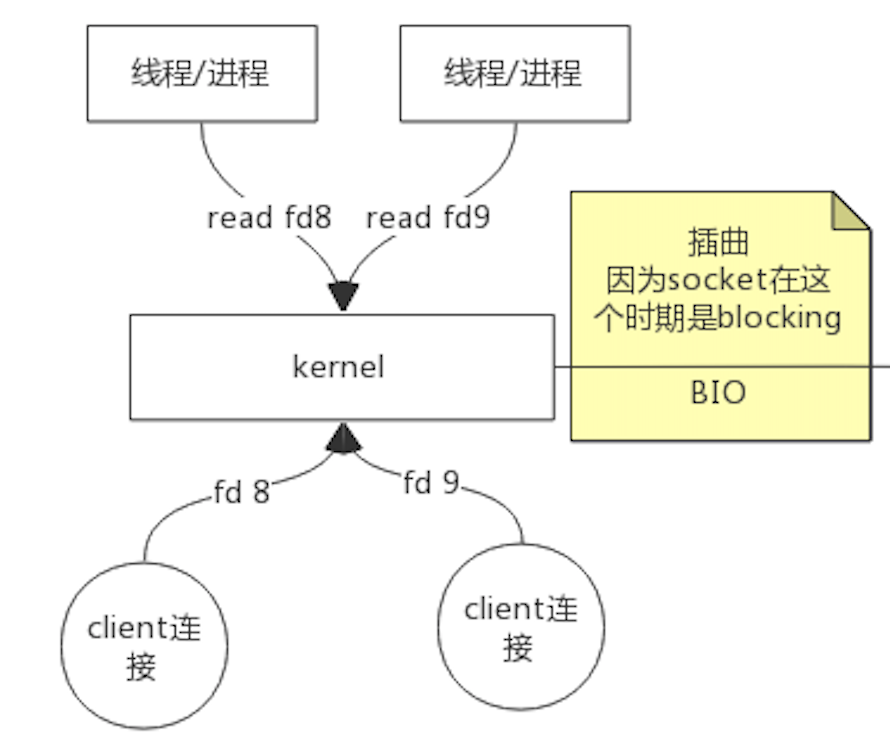 线程/进程
线程/进程
read fd8
read fd9
插曲
因为socket在这
个时期是blocking
kernel
BIO
fd 8
fd 9
client连
接
client连
接